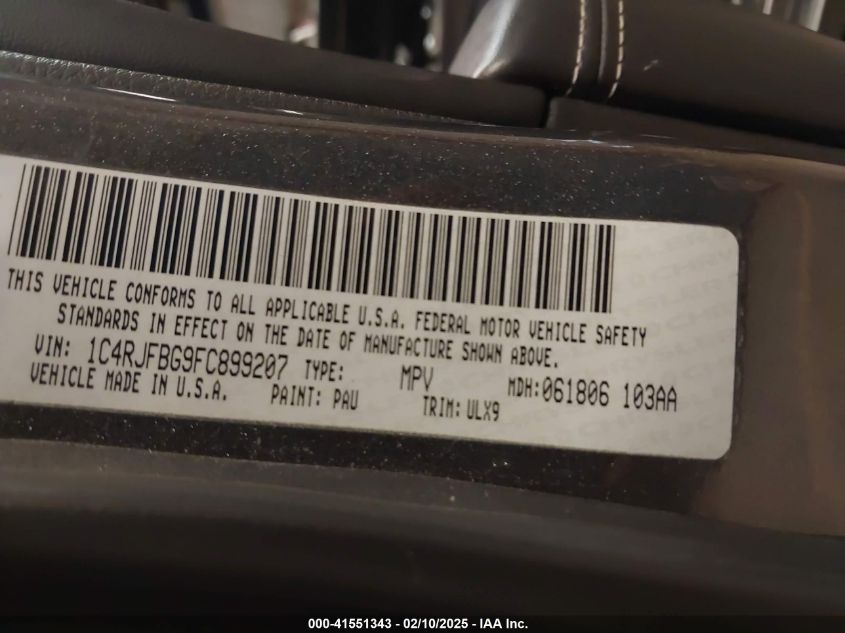 THIS VEHICLE CONFORMS TO ALL APPLICABLE U.S.A. FEDERAL MOTOR VEHICLE SAFETY
STANDARDS IN EFFECT ON THE DATE OF MANUFACTURE SHOWN ABOVE.
VIN: 1C4RJFBG9FC899207 TYPE: MPV MDH:061806 103AA
VEHICLE MADE IN U.S.A. PAINT: PAU TRIM: ULX9
000-41551343 - 02/10/2025 - IAA Inc.